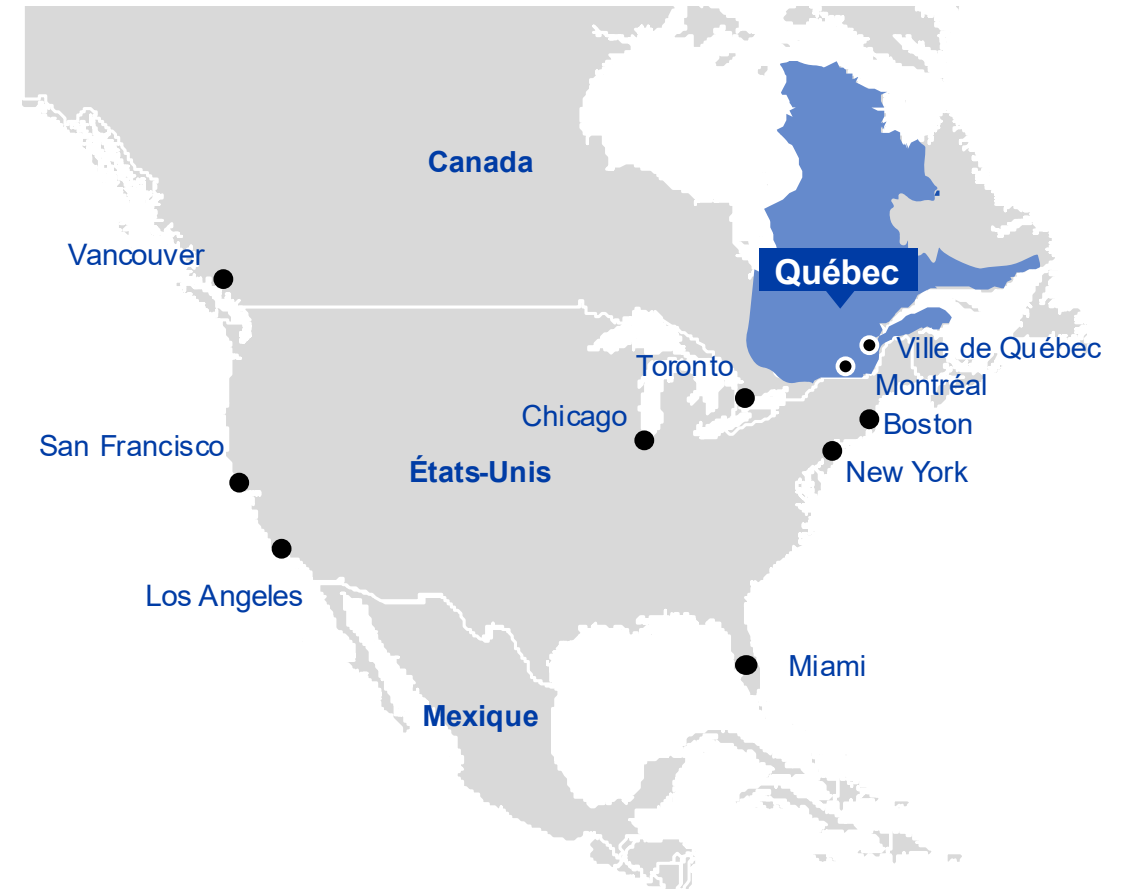 Canada
Vancouver
Québec
Ville de Québec
Toronto
Montréal
Chicago
Boston
San Francisco
États-Unis
New York
Los Angeles
Miami
Mexique